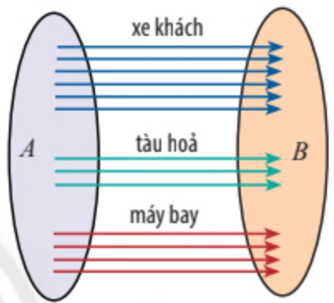 xe khách
A
tàu hoả
B
máy bay